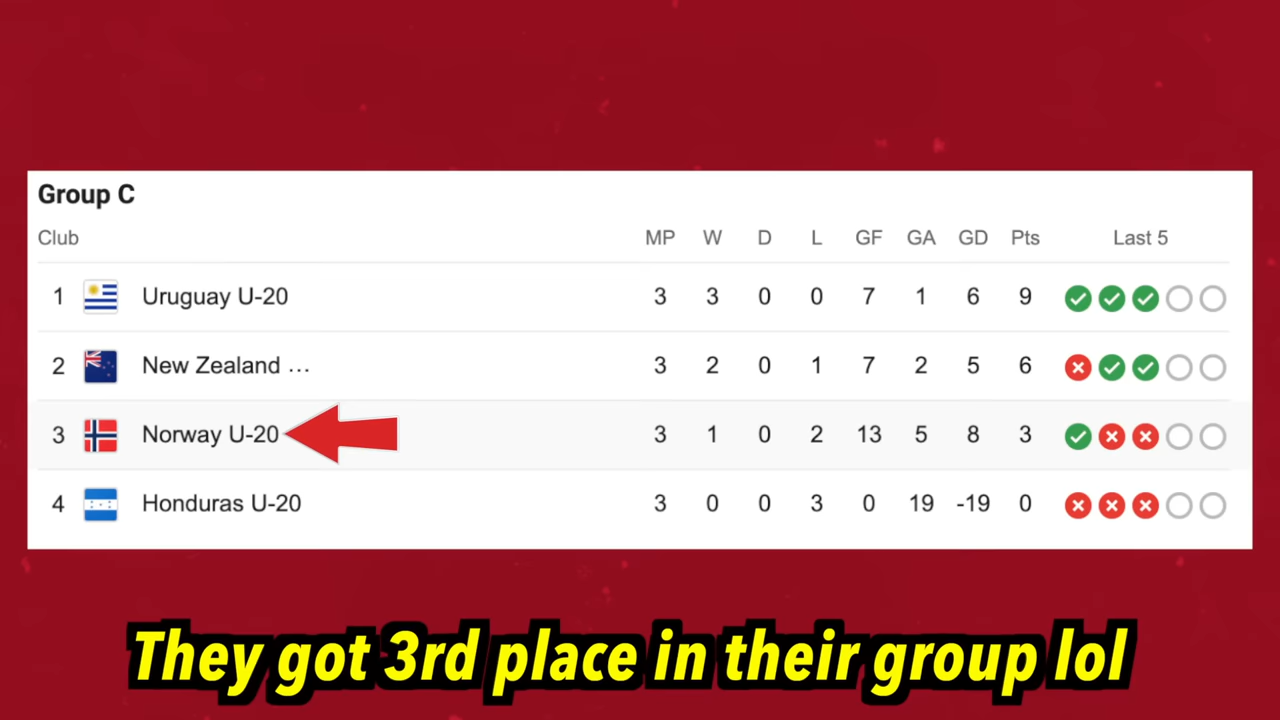 Group C
Club MP W D L GF GA GD Pts Last 5
1 Uruguay U-20 3 3 0 0 7 1 6 9
2 New Zealand ... 3 2 0 1 7 2 5 6
3 Norway U-20 3 1 0 2 13 5 8 3
4 Honduras U-20 3 0 0 3 0 19 -19 0
They got 3rd place in their group lol